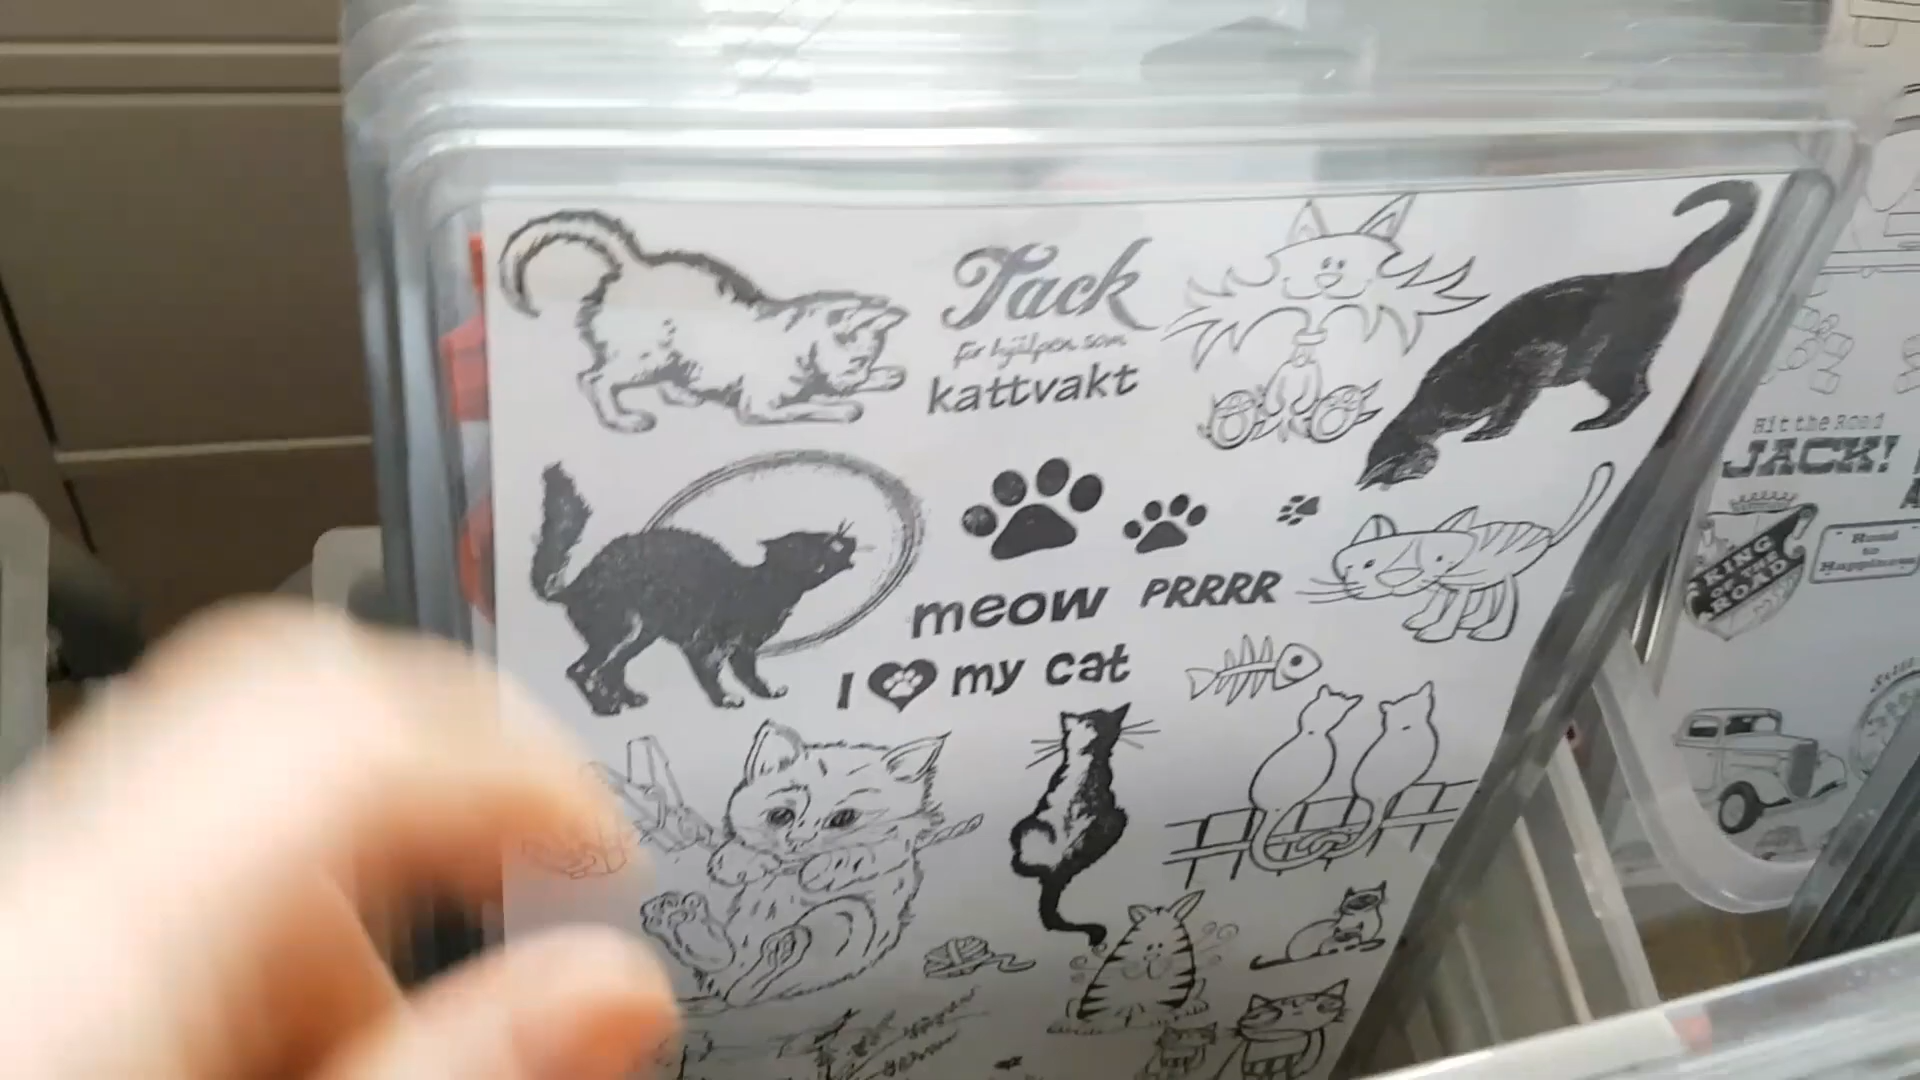 Tack
för hjälpen som
kattvakt
meow PRRRR
I my cat
Hit the Road
JACK!
KING
OF THE
ROAD
Road
to
Happiness